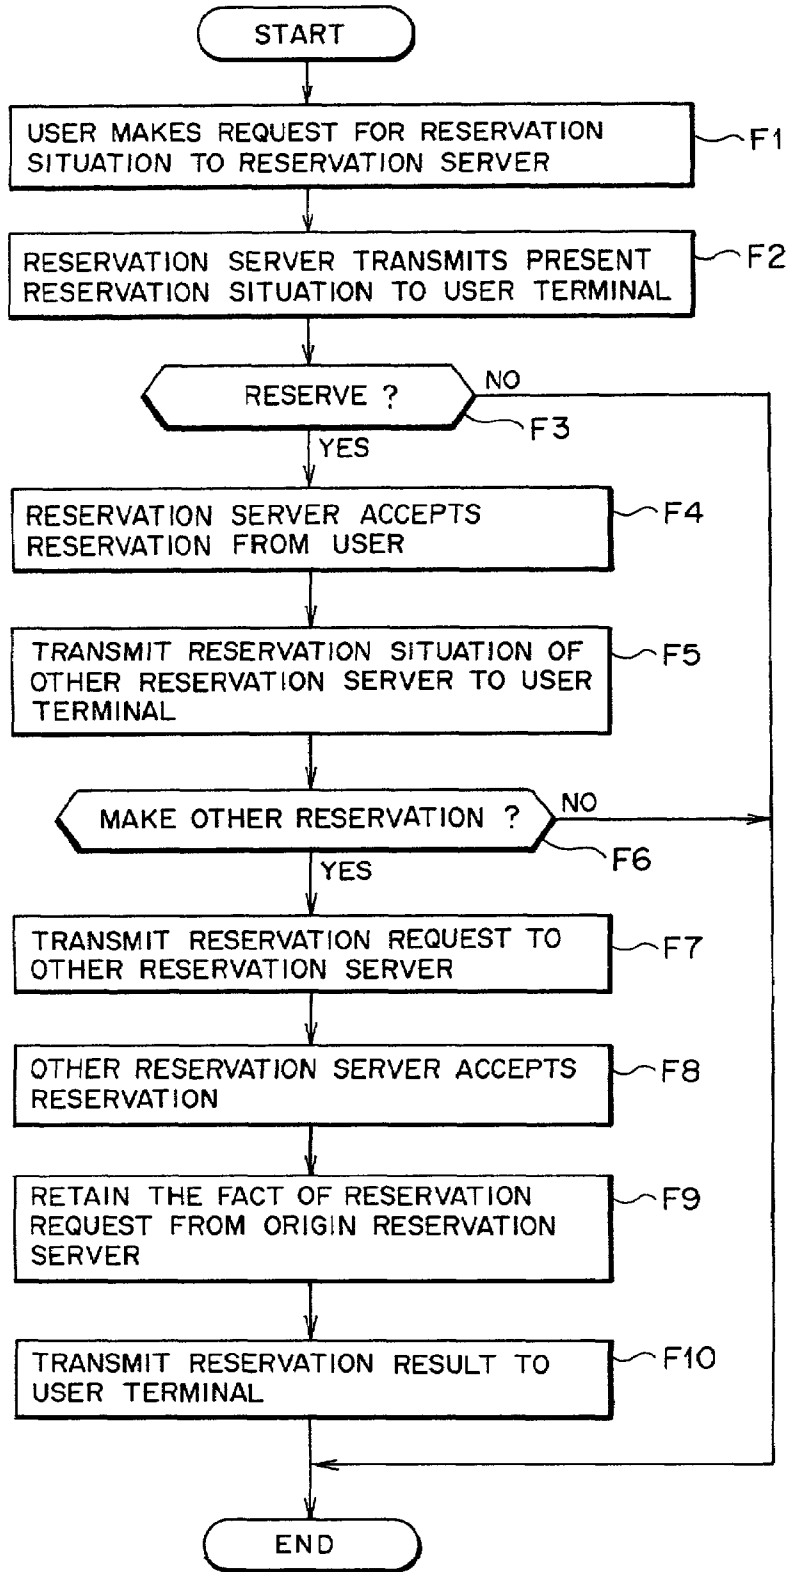 START
USER MAKES REQUEST FOR RESERVATION
SITUATION TO RESERVATION SERVER
F1
RESERVATION SERVER TRANSMITS PRESENT
RESERVATION SITUATION TO USER TERMINAL
F2
RESERVE ?
NO
F3
YES
RESERVATION SERVER ACCEPTS
RESERVATION FROM USER
F4
TRANSMIT RESERVATION SITUATION OF
OTHER RESERVATION SERVER TO USER
TERMINAL
F5
MAKE OTHER RESERVATION ?
NO
F6
YES
TRANSMIT RESERVATION REQUEST TO
OTHER RESERVATION SERVER
F7
OTHER RESERVATION SERVER ACCEPTS
RESERVATION
F8
RETAIN THE FACT OF RESERVATION
REQUEST FROM ORIGIN RESERVATION
SERVER
F9
TRANSMIT RESERVATION RESULT TO
USER TERMINAL
F10
END